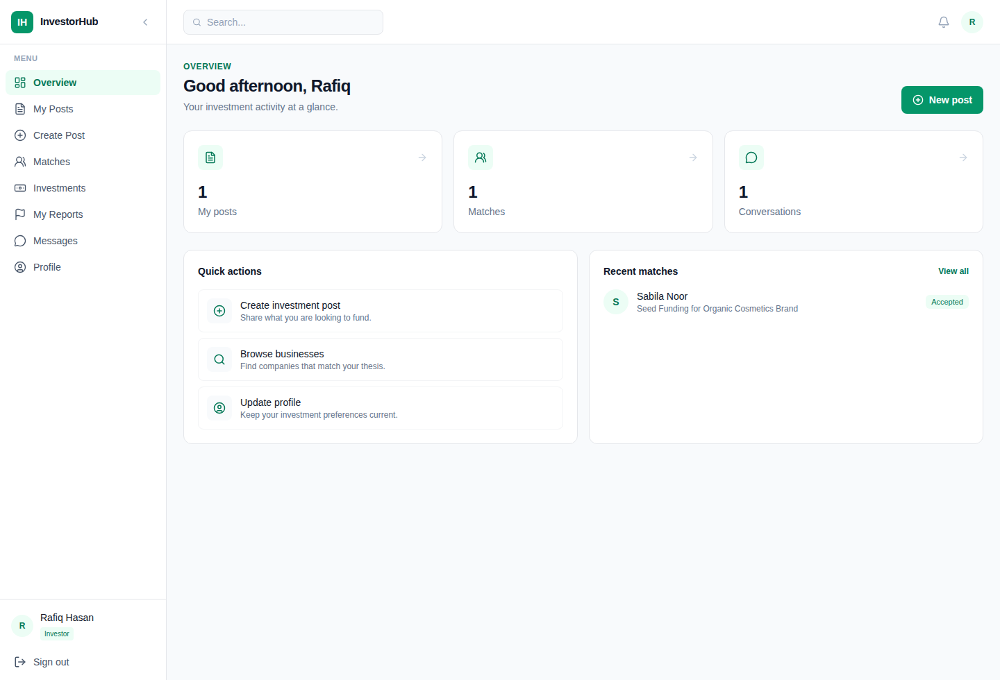 IH InvestorHub
Search...
R
MENU
Overview
My Posts
Create Post
Matches
Investments
My Reports
Messages
Profile
Rafiq Hasan
R
Investor
Sign out
OVERVIEW
Good afternoon, Rafiq
Your investment activity at a glance.
New post
1
My posts
1
Matches
1
Conversations
Quick actions
Create investment post
Share what you are looking to fund.
Browse businesses
Find companies that match your thesis.
Update profile
Keep your investment preferences current.
Recent matches
View all
S
Sabila Noor
Seed Funding for Organic Cosmetics Brand
Accepted